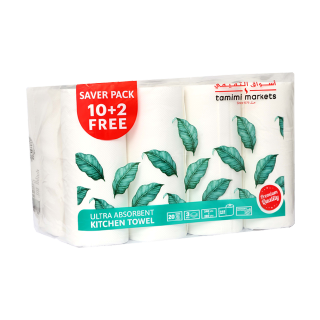 SAVER PACK
10+2
FREE
أسواق التميمي
tamimi markets
ULTRA ABSORBENT
KITCHEN TOWEL
Premium
Quality